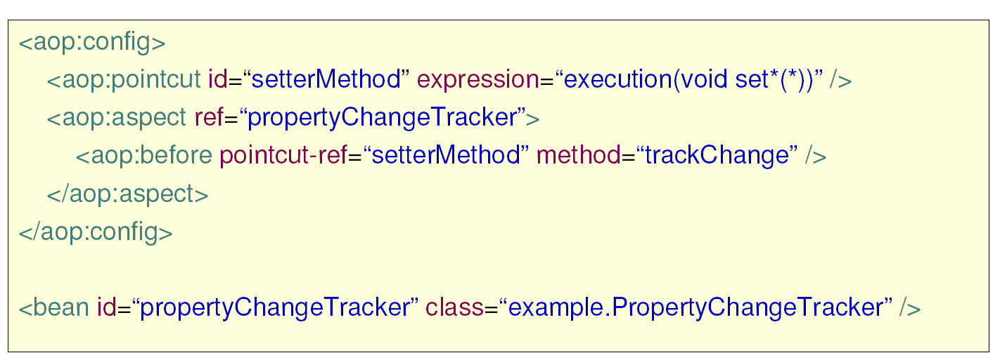 <aop:config>
<aop:pointcut id=“setterMethod” expression=“execution(void set*(*))” />
<aop:aspect ref=“propertyChangeTracker”>
<aop:before pointcut-ref=“setterMethod” method=“trackChange” />
</aop:aspect>
</aop:config>
<bean id=“propertyChangeTracker” class=“example.PropertyChangeTracker” />